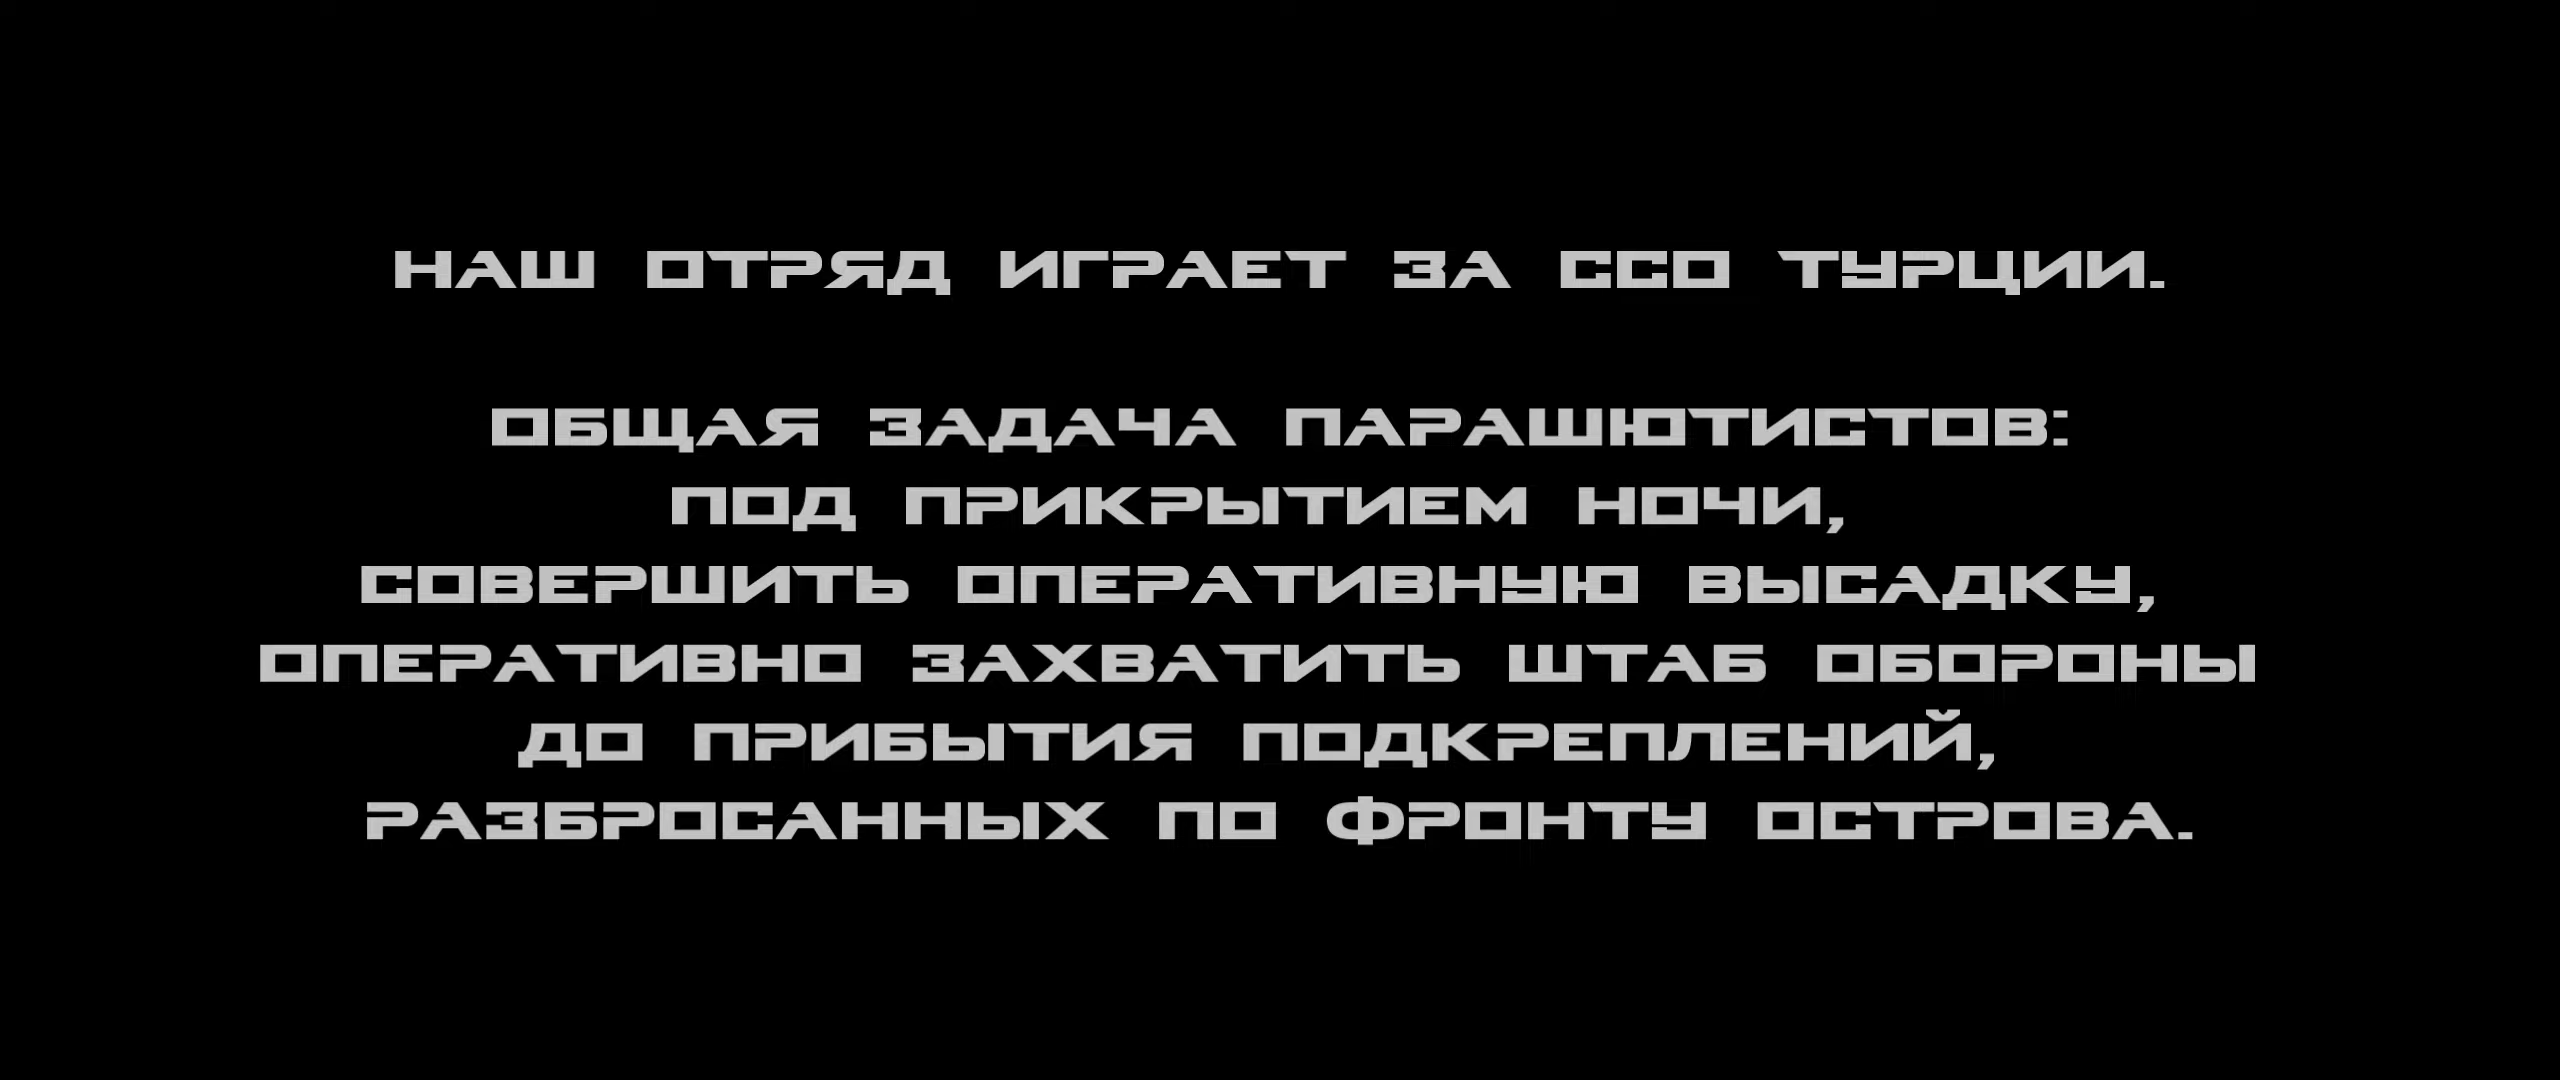 НАШ ОТРЯД ИГРАЕТ ЗА ССО ТУРЦИИ.
ОБЩАЯ ЗАДАЧА ПАРАШЮТИСТОВ:
ПОД ПРИКРЫТИЕМ НОЧИ,
СОВЕРШИТЬ ОПЕРАТИВНУЮ ВЫСАДКУ,
ОПЕРАТИВНО ЗАХВАТИТЬ ШТАБ ОБОРОНЫ
ДО ПРИБЫТИЯ ПОДКРЕПЛЕНИЙ,
РАЗБРОСАННЫХ ПО ФРОНТУ ОСТРОВА.